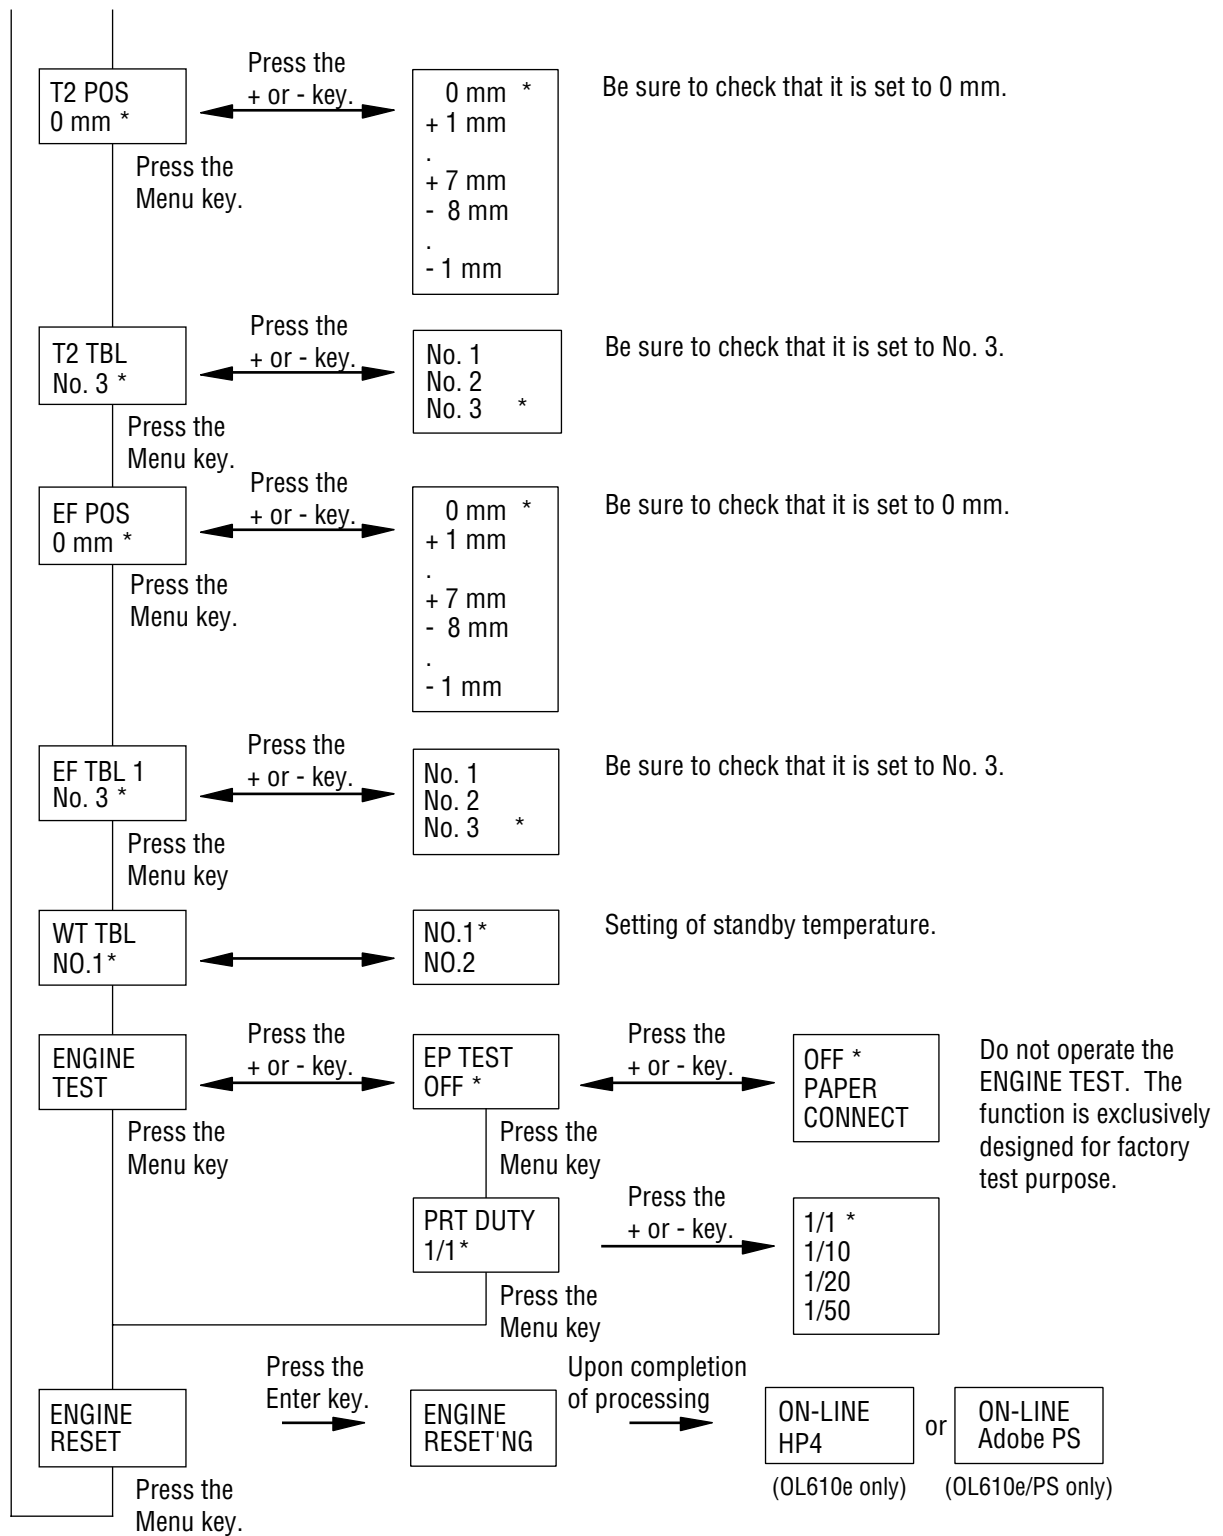 Press the
+ or - key.
T2 POS
0 mm *
0 mm *
+ 1 mm
.
+ 7 mm
- 8 mm
.
- 1 mm
Be sure to check that it is set to 0 mm.
Press the
Menu key.
Press the
+ or - key.
T2 TBL
No. 3 *
No. 1
No. 2
No. 3 *
Be sure to check that it is set to No. 3.
Press the
Menu key.
Press the
+ or - key.
EF POS
0 mm *
0 mm *
+ 1 mm
.
+ 7 mm
- 8 mm
.
- 1 mm
Be sure to check that it is set to 0 mm.
Press the
Menu key.
Press the
+ or - key.
EF TBL 1
No. 3 *
No. 1
No. 2
No. 3 *
Be sure to check that it is set to No. 3.
Press the
Menu key
WT TBL
NO.1*
NO.1*
NO.2
Setting of standby temperature.
ENGINE
TEST
Press the
+ or - key.
EP TEST
OFF *
Press the
+ or - key.
OFF *
PAPER
CONNECT
Do not operate the
ENGINE TEST. The
function is exclusively
designed for factory
test purpose.
Press the
Menu key
Press the
Menu key
PRT DUTY
1/1*
Press the
+ or - key.
1/1 *
1/10
1/20
1/50
Press the
Menu key
ENGINE
RESET
Press the
Enter key.
ENGINE
RESET'NG
Upon completion
of processing
ON-LINE
HP4
or
ON-LINE
Adobe PS
(OL610e only)
(OL610e/PS only)
Press the
Menu key.